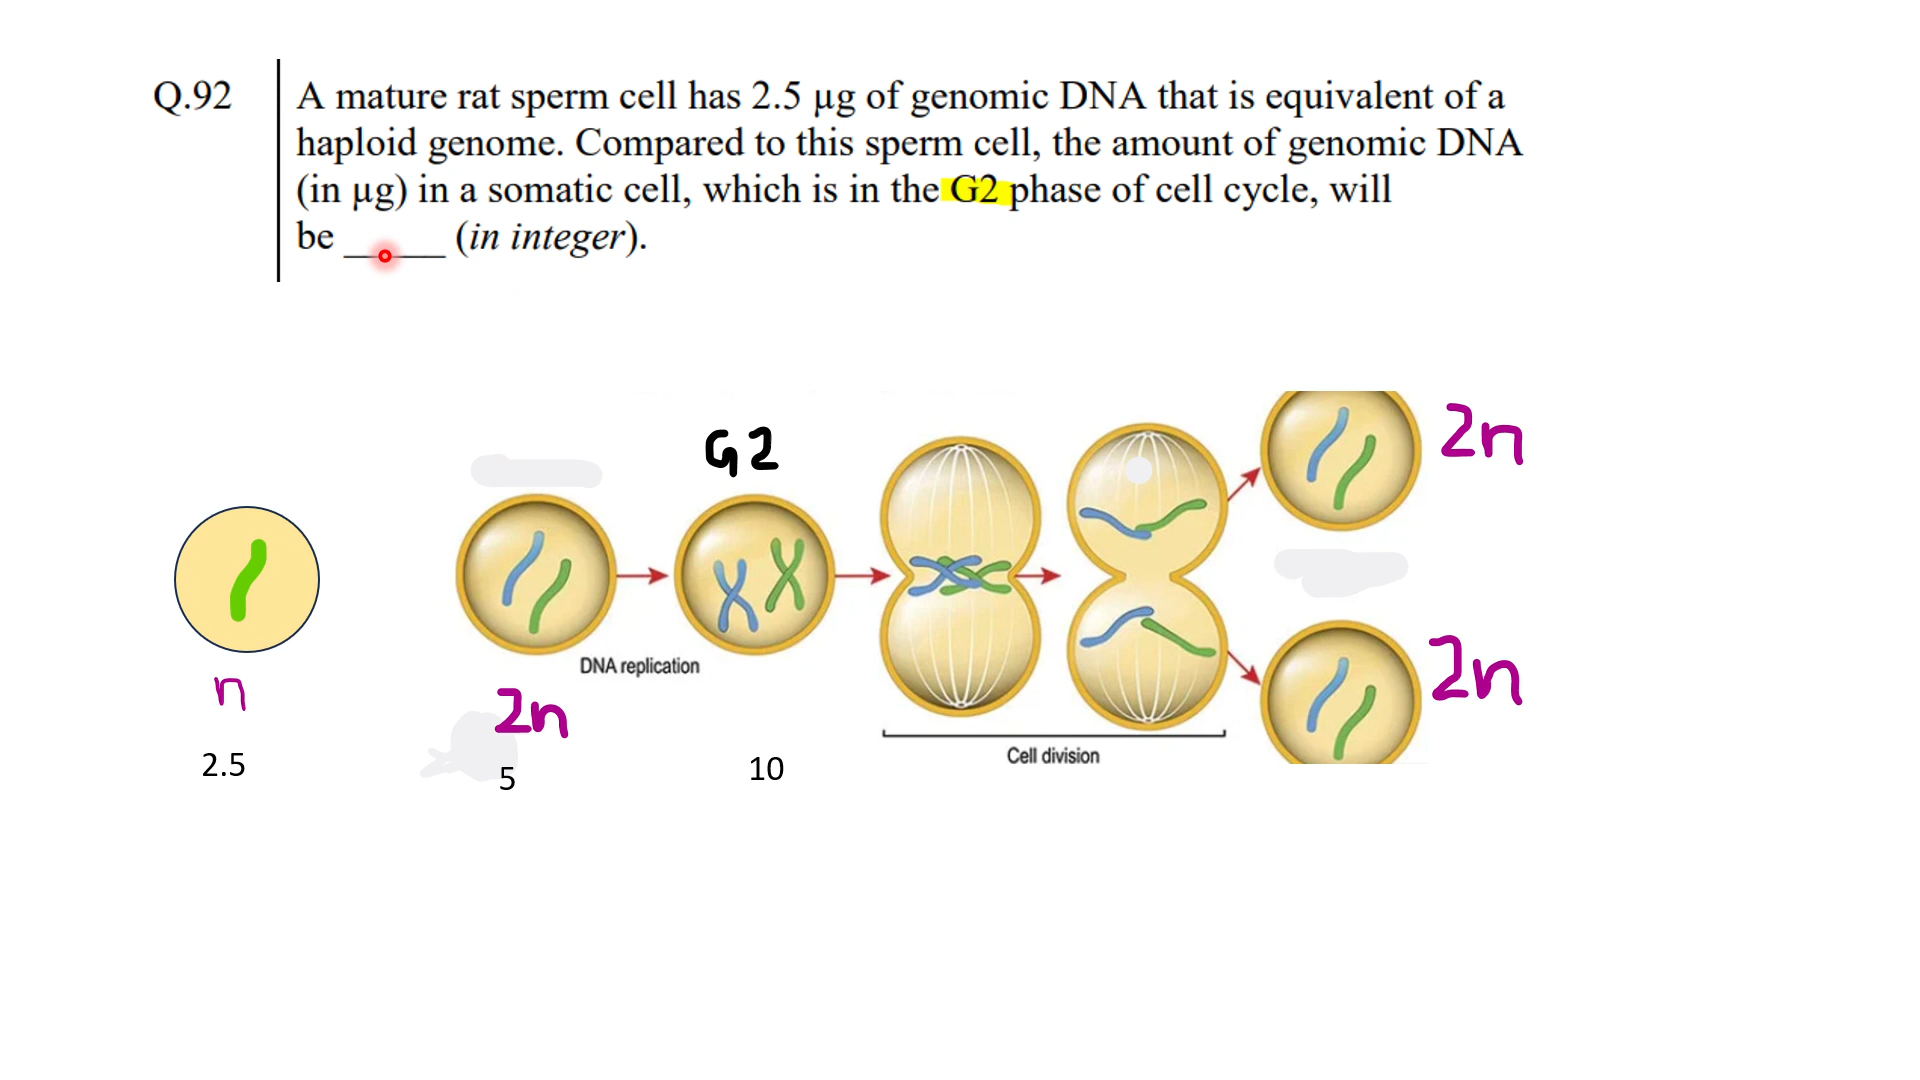 Q.92
A mature rat sperm cell has 2.5 µg of genomic DNA that is equivalent of a
haploid genome. Compared to this sperm cell, the amount of genomic DNA
(in µg) in a somatic cell, which is in the G2 phase of cell cycle, will
be _____ (in integer).
G2
2n
DNA replication
n
2n
2n
2.5
5
10
Cell division